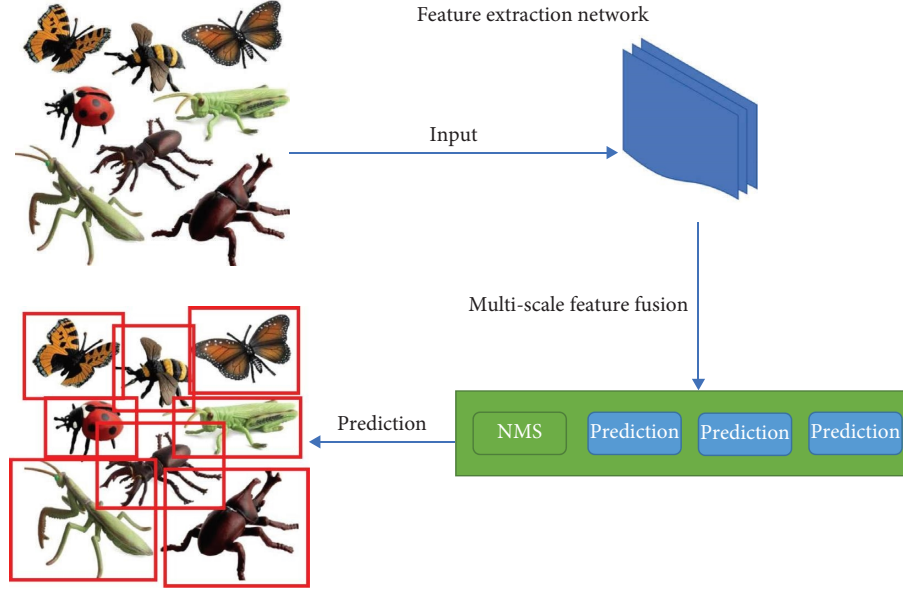 Feature extraction network
Input
Multi-scale feature fusion
Prediction
NMS
Prediction
Prediction
Prediction